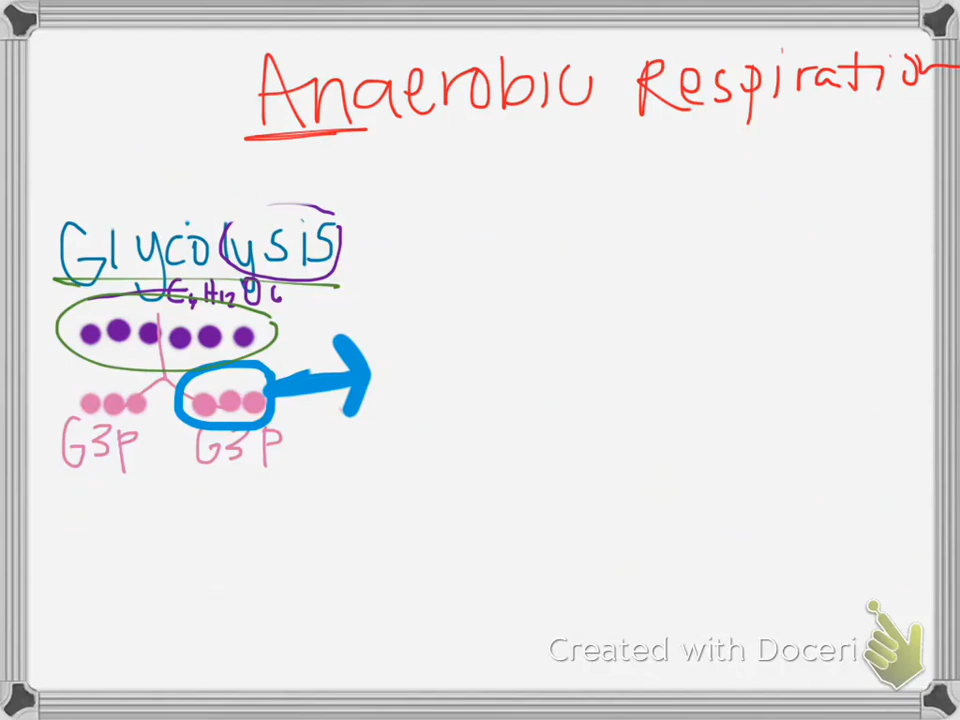 Anaerobic Respiration
Glycolysis
C6H12O6
G3P G3P
Created with Doceri